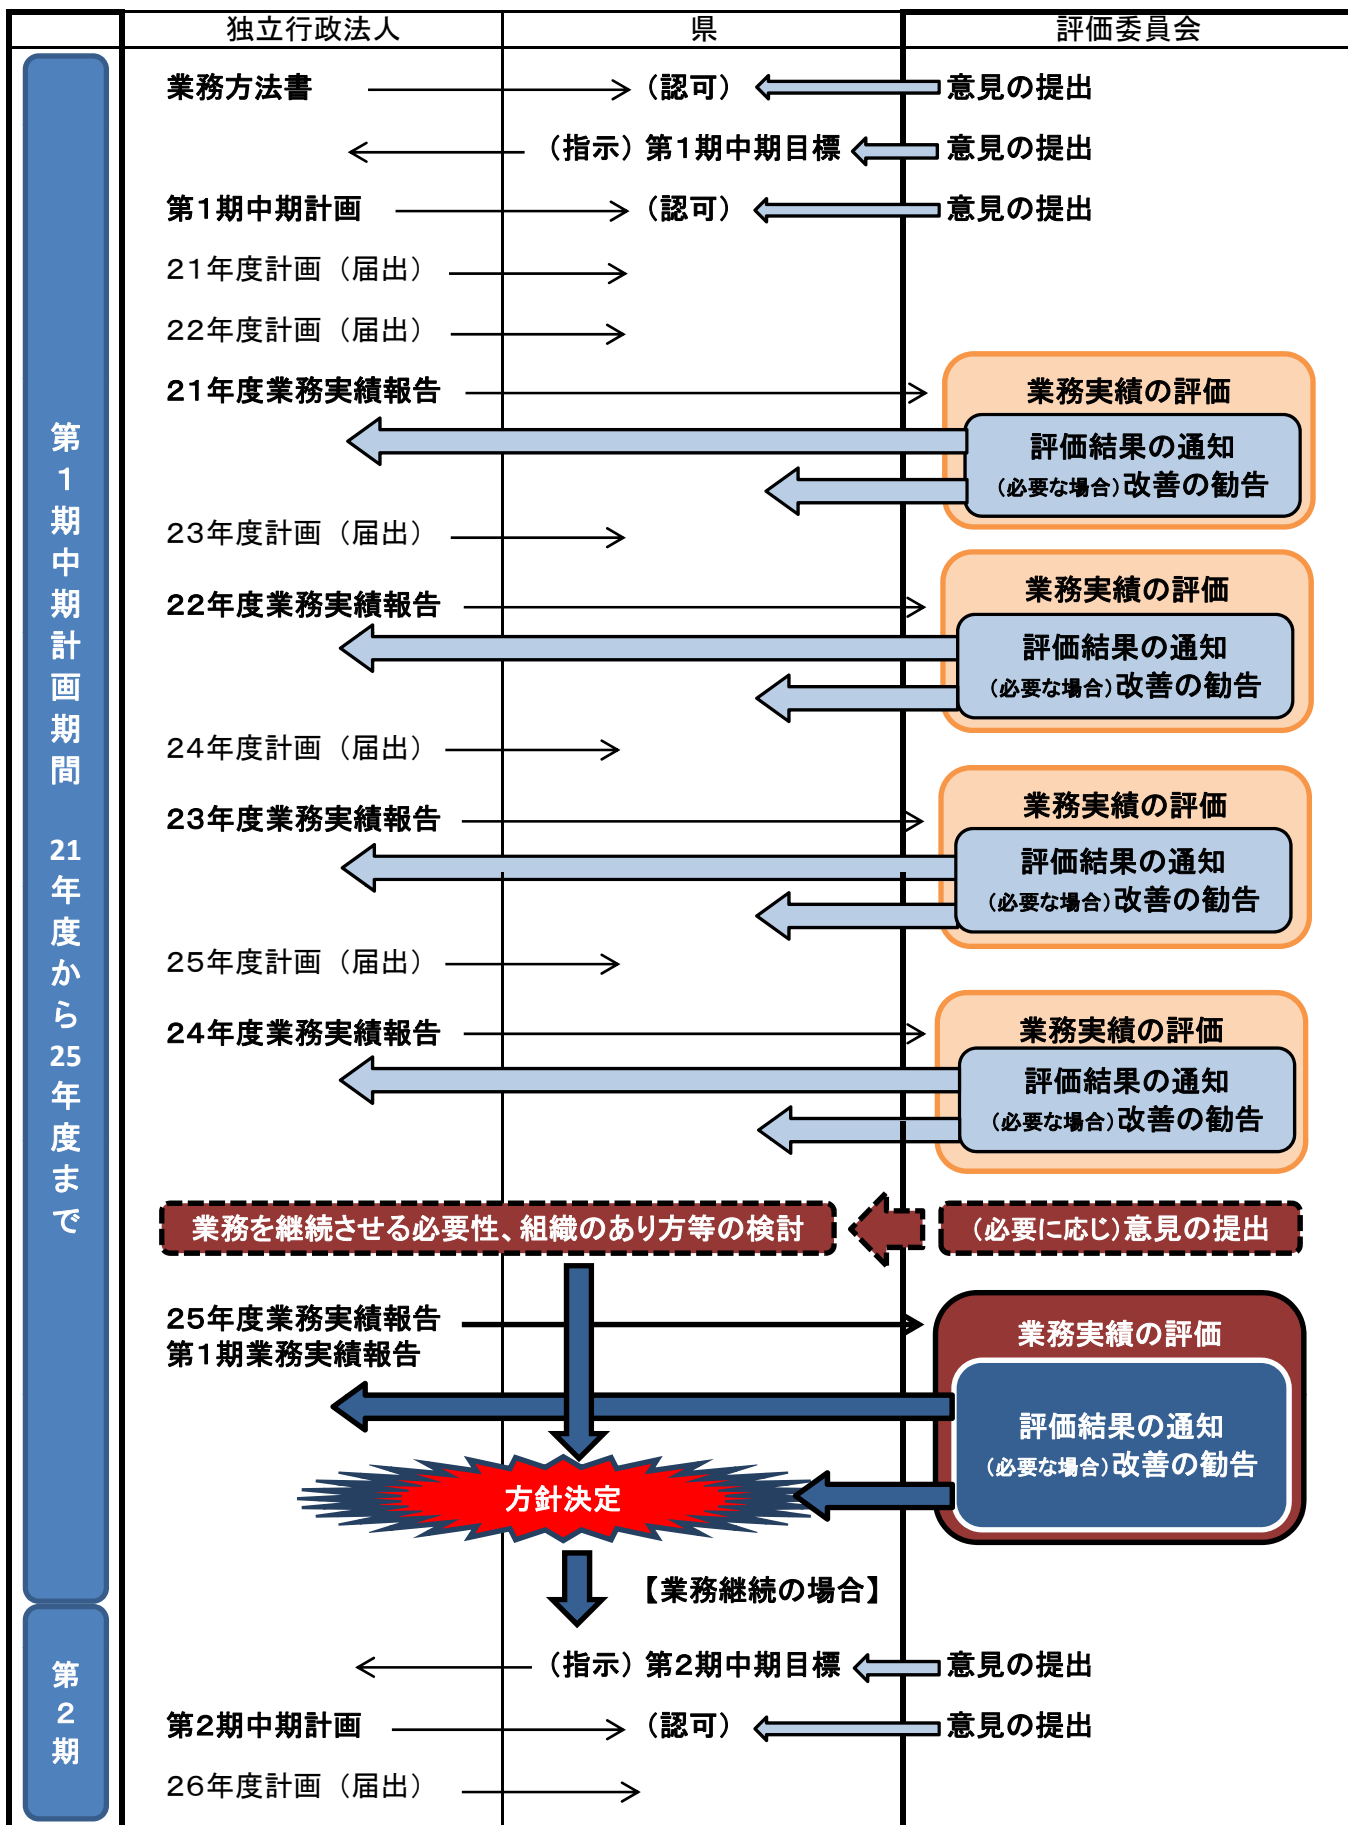 独立行政法人 県 評価委員会
業務方法書 （認可） 意見の提出
（指示）第１期中期目標 意見の提出
第１期中期計画 （認可） 意見の提出
２１年度計画（届出）
２２年度計画（届出）
２１年度業務実績報告 業務実績の評価
評価結果の通知
（必要な場合）改善の勧告
２３年度計画（届出）
２２年度業務実績報告 業務実績の評価
評価結果の通知
（必要な場合）改善の勧告
２４年度計画（届出）
２３年度業務実績報告 業務実績の評価
評価結果の通知
（必要な場合）改善の勧告
２５年度計画（届出）
２４年度業務実績報告 業務実績の評価
評価結果の通知
（必要な場合）改善の勧告
業務を継続させる必要性、組織のあり方等の検討 （必要に応じ）意見の提出
２５年度業務実績報告 業務実績の評価
第１期業務実績報告
評価結果の通知
（必要な場合）改善の勧告
方針決定
【業務継続の場合】
（指示）第２期中期目標 意見の提出
第２期中期計画 （認可） 意見の提出
２６年度計画（届出）
第１期中期計画期間 21年度から25年度まで
第２期